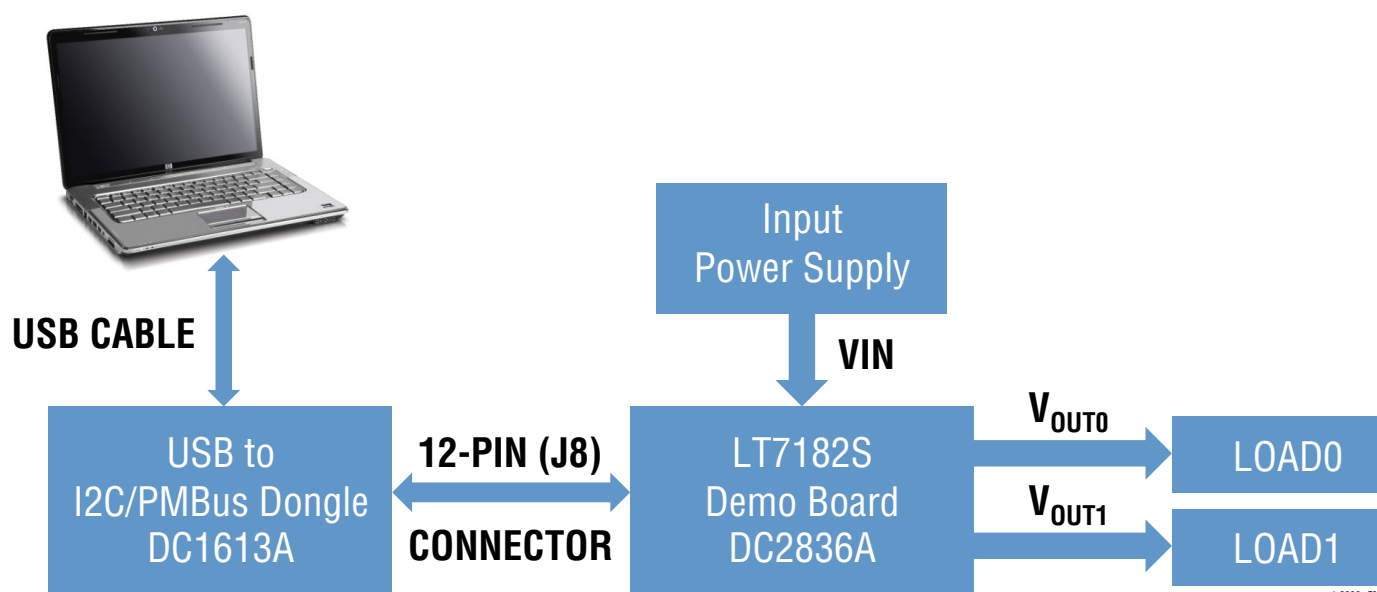 USB CABLE
Input
Power Supply
VIN
USB to
I2C/PMBus Dongle
DC1613A
12-PIN (J8)
CONNECTOR
LT7182S
Demo Board
DC2836A
VOUT0
LOAD0
VOUT1
LOAD1